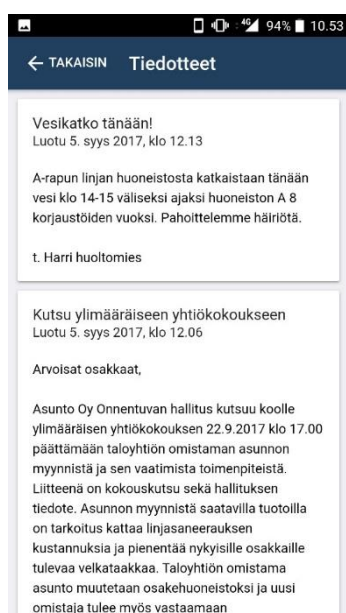 4G 94% 10.53
← TAKAISIN Tiedotteet
Vesikatko tänään!
Luotu 5. syys 2017, klo 12.13
A-rapun linjan huoneistosta katkaistaan tänään
vesi klo 14-15 väliseksi ajaksi huoneiston A 8
korjaustöiden vuoksi. Pahoittelemme häiriötä.
t. Harri huoltomies
Kutsu ylimääräiseen yhtiökokoukseen
Luotu 5. syys 2017, klo 12.06
Arvoisat osakkaat,
Asunto Oy Onnentuvan hallitus kutsuu koolle
ylimääräisen yhtiökokouksen 22.9.2017 klo 17.00
päättämään taloyhtiön omistaman asunnon
myynnistä ja sen vaatimista toimenpiteistä.
Liitteenä on kokouskutsu sekä hallituksen
tiedote. Asunnon myynnistä saatavilla tuotoilla
on tarkoitus kattaa linjasaneerauksen
kustannuksia ja pienentää nykyisille osakkaille
tulevaa velkataakkaa. Taloyhtiön omistama
asunto muutetaan osakehuoneistoksi ja uusi
omistaja tulee myös vastaamaan